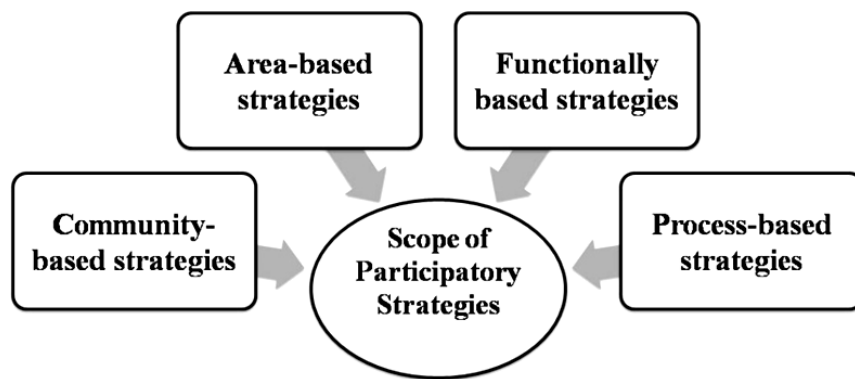 Area-based
strategies
Functionally
based strategies
Community-
based strategies
Scope of
Participatory
Strategies
Process-based
strategies